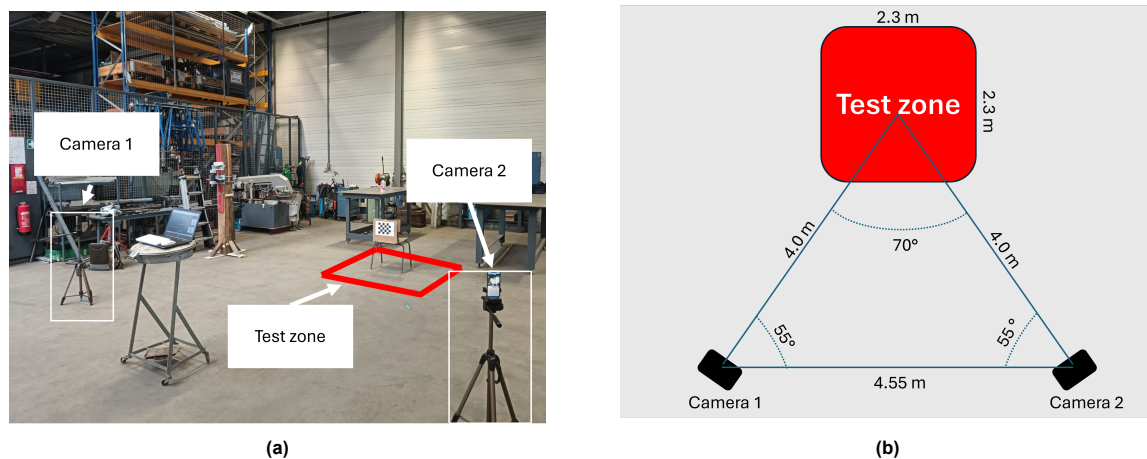 Camera 1
Camera 2
Test zone
(a)
2.3 m
Test zone
2.3 m
4.0 m
4.0 m
70°
55°
55°
4.55 m
Camera 1
Camera 2
(b)